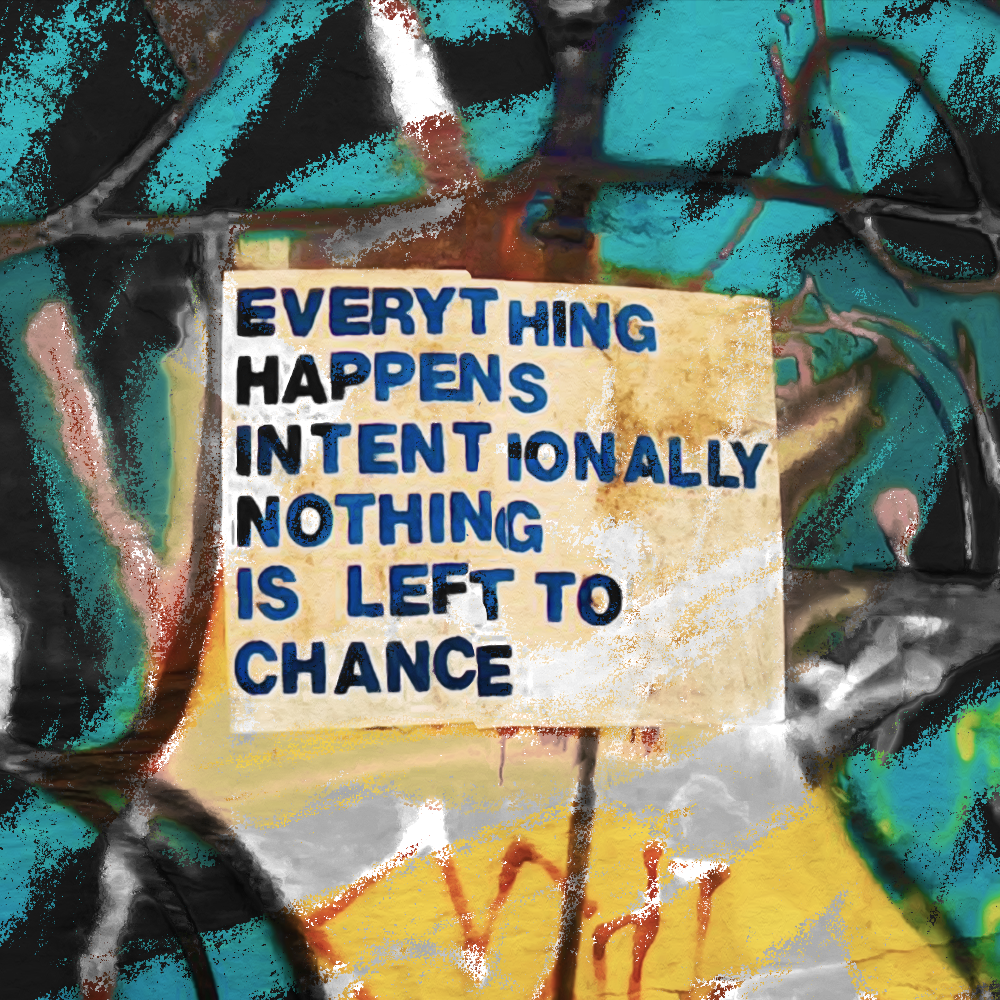 EVERYTHING
HAPPENS
INTENTIONALLY
NOTHING
IS LEFT TO
CHANCE